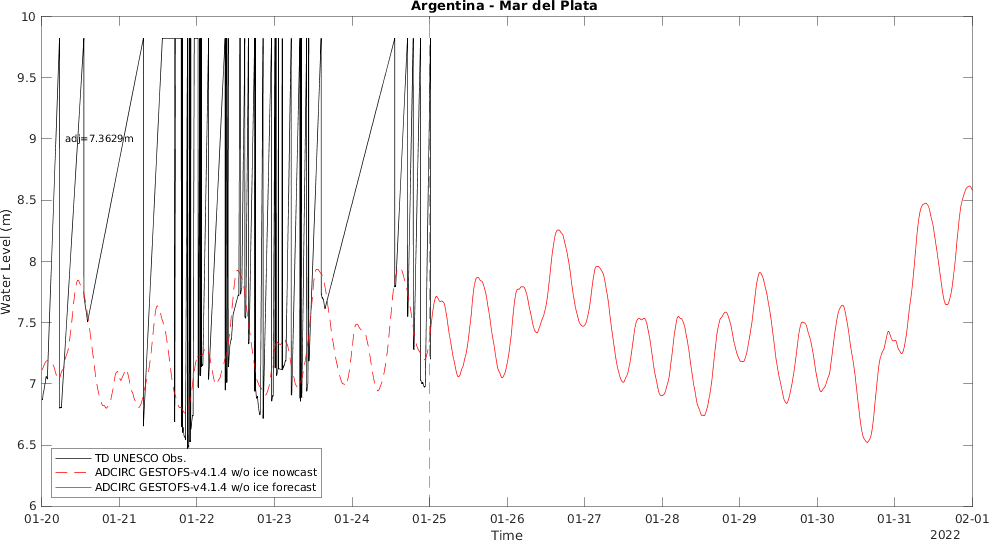 Argentina - Mar del Plata
10
9.5
9
8.5
8
7.5
7
6.5
6
Water Level (m)
adj=7.3629m
TD UNESCO Obs.
ADCIRC GESTOFS-v4.1.4 w/o ice nowcast
ADCIRC GESTOFS-v4.1.4 w/o ice forecast
01-20 01-21 01-22 01-23 01-24 01-25 01-26 01-27 01-28 01-29 01-30 01-31 02-01
Time
2022